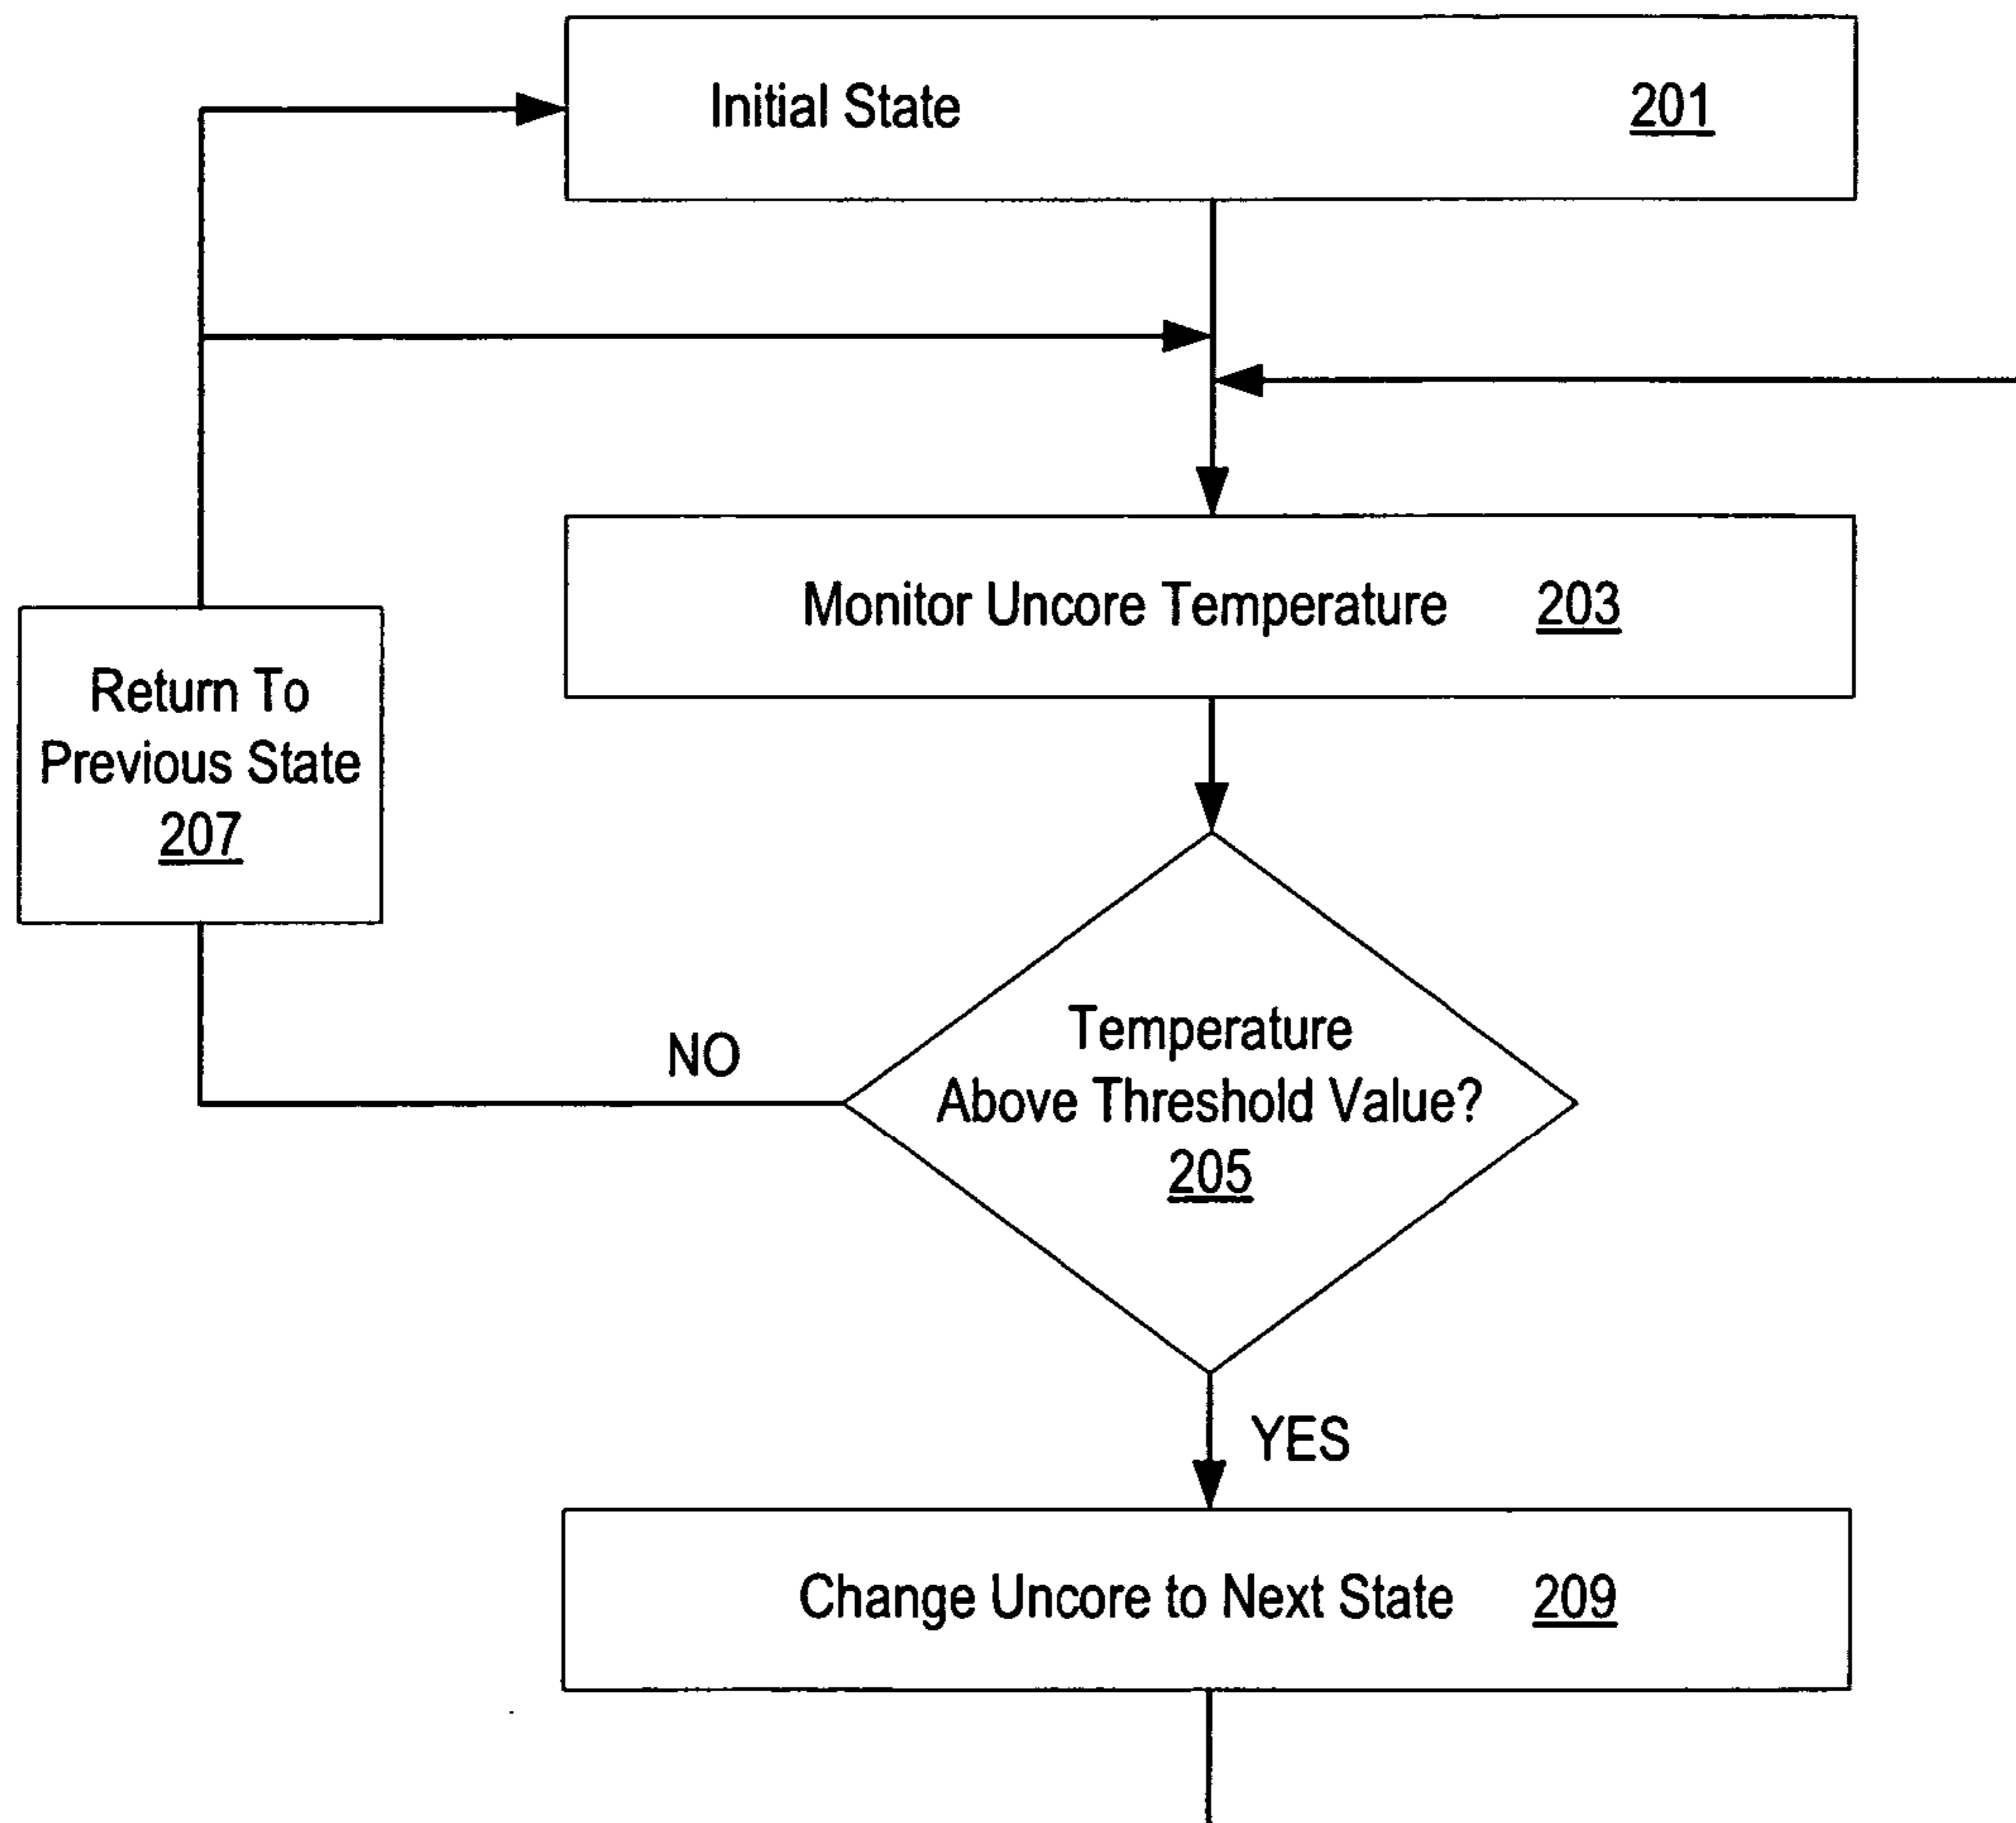 Initial State 201
Monitor Uncore Temperature 203
Return To
Previous State
207
Temperature
Above Threshold Value?
205
NO
YES
Change Uncore to Next State 209